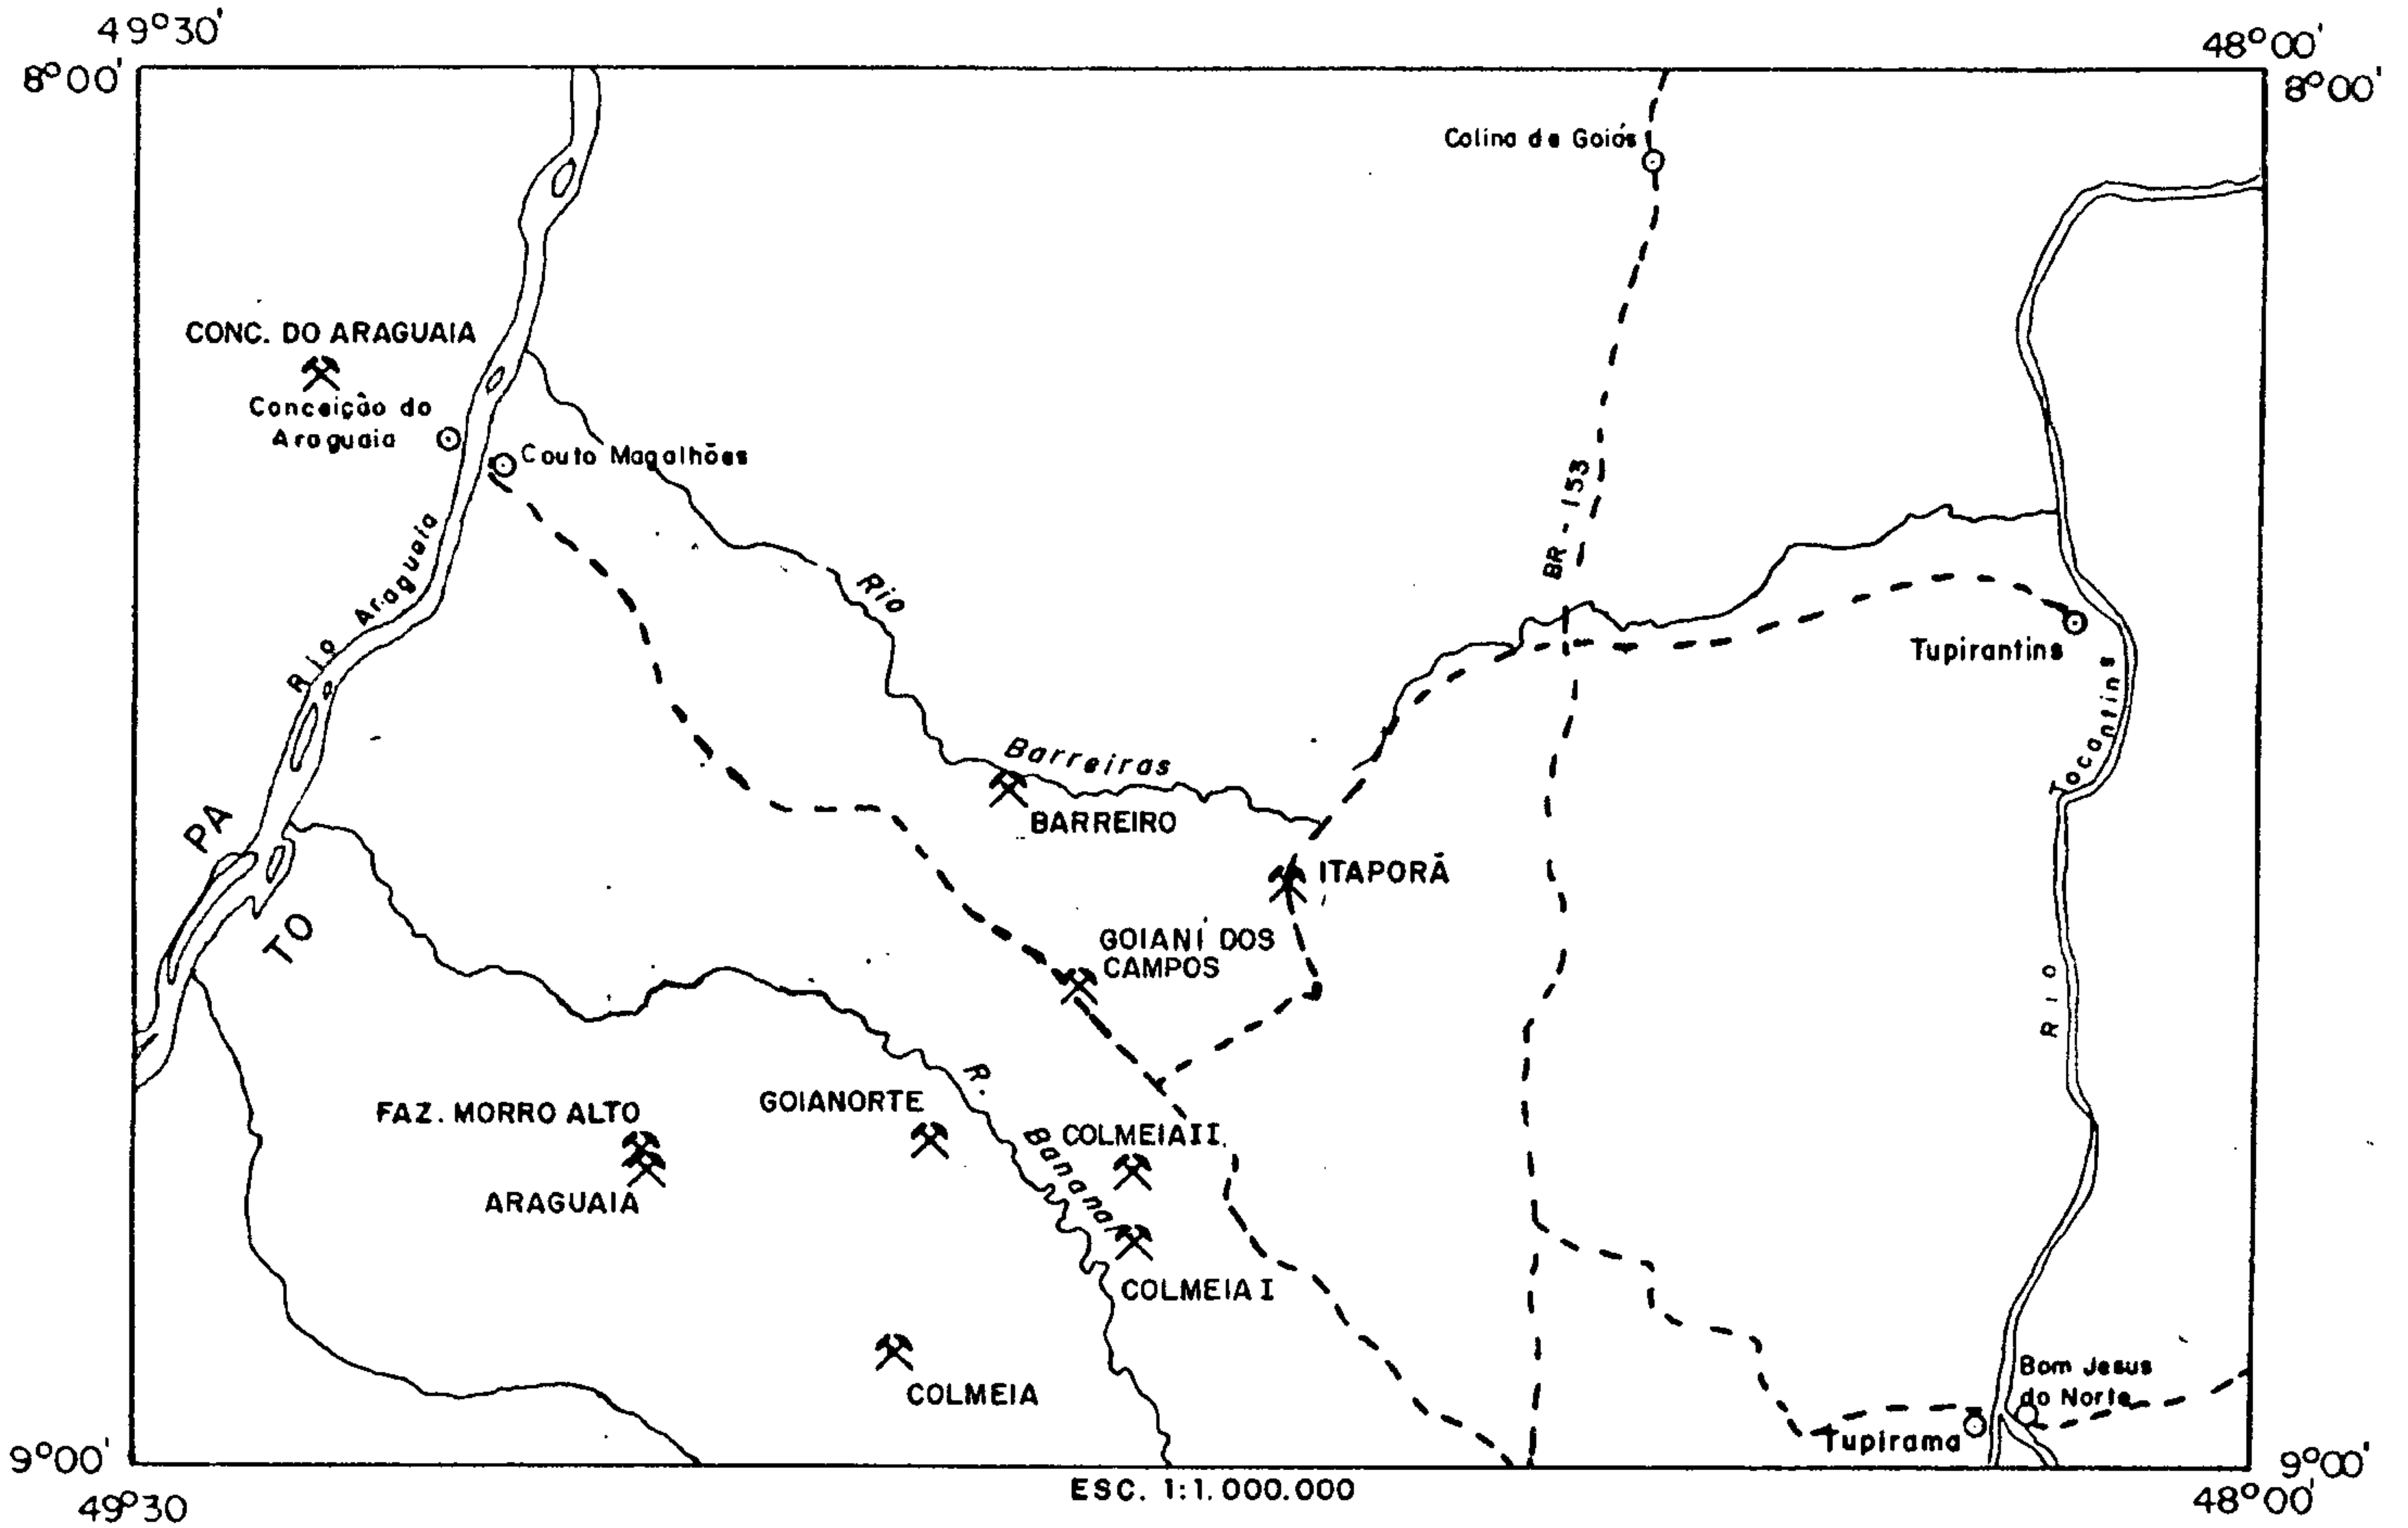 49°30'
48°00'
8°00'
8°00'
Colina de Goiás
CONC. DO ARAGUAIA
Conceição do
Araguaia
Couto Magalhães
BR - 153
Rio Araguaia
Rio
Barreiras
Tupirantins
Tocantins
BARREIRO
PA
TO
ITAPORÃ
GOIANÍ DOS
CAMPOS
RIO
R. Bananal
FAZ. MORRO ALTO
GOIANORTE
COLMEIA II
ARAGUAIA
COLMEIA I
COLMEIA
Bom Jesus
do Norte
Tupirama
9°00'
9°00'
ESC. 1:1.000.000
49°30
48°00'